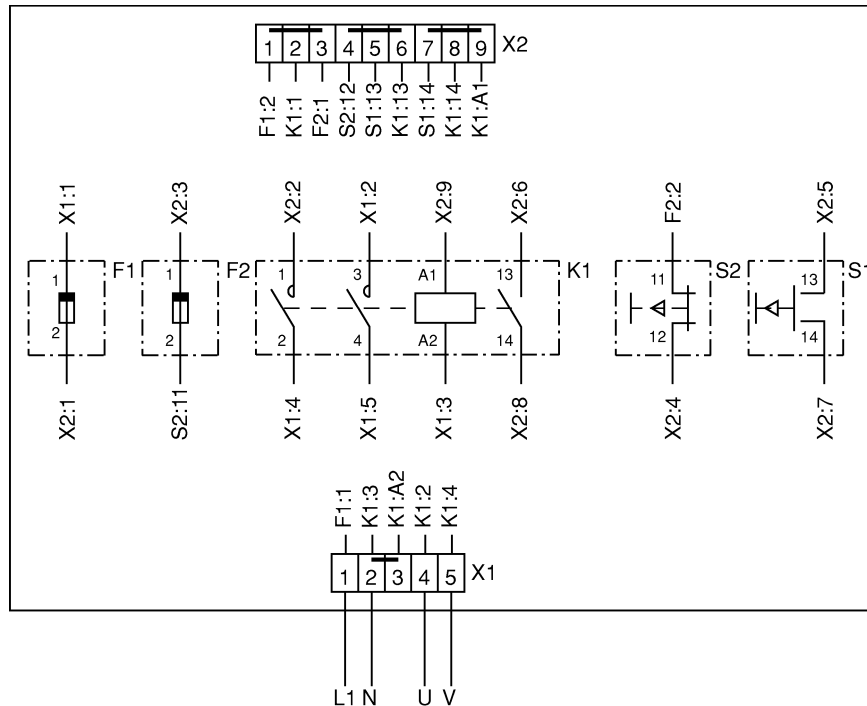 1 2 3 4 5 6 7 8 9 X2
F1:2 K1:1 F2:1 S2:12 S1:13 K1:13 S1:14 K1:14 K1:A1
X1:1 X2:3 X2:2 X1:2 X2:9 X2:6 F2:2 X2:5
F1 F2 K1 S2 S1
1 1 1 3 A1 13 11 13
2 2 2 4 A2 14 12 14
X2:1 S2:11 X1:4 X1:5 X1:3 X2:8 X2:4 X2:7
F1:1 K1:3 K1:A2 K1:2 K1:4
1 2 3 4 5 X1
L1 N U V